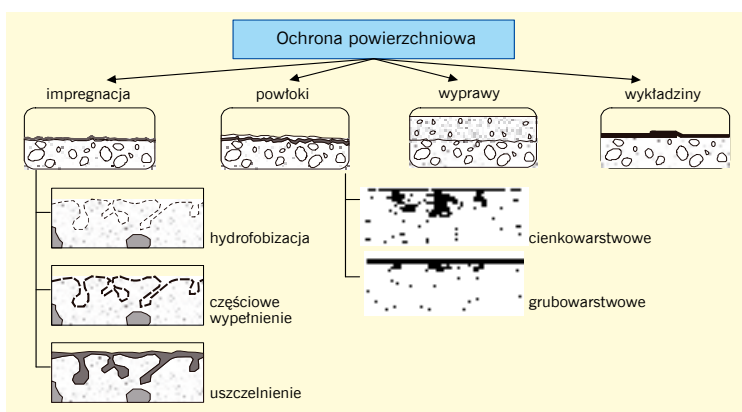 Ochrona powierzchniowa
impregnacja
powłoki
wyprawy
wykładziny
hydrofobizacja
cienkowarstwowe
częściowe
wypełnienie
grubowarstwowe
uszczelnienie